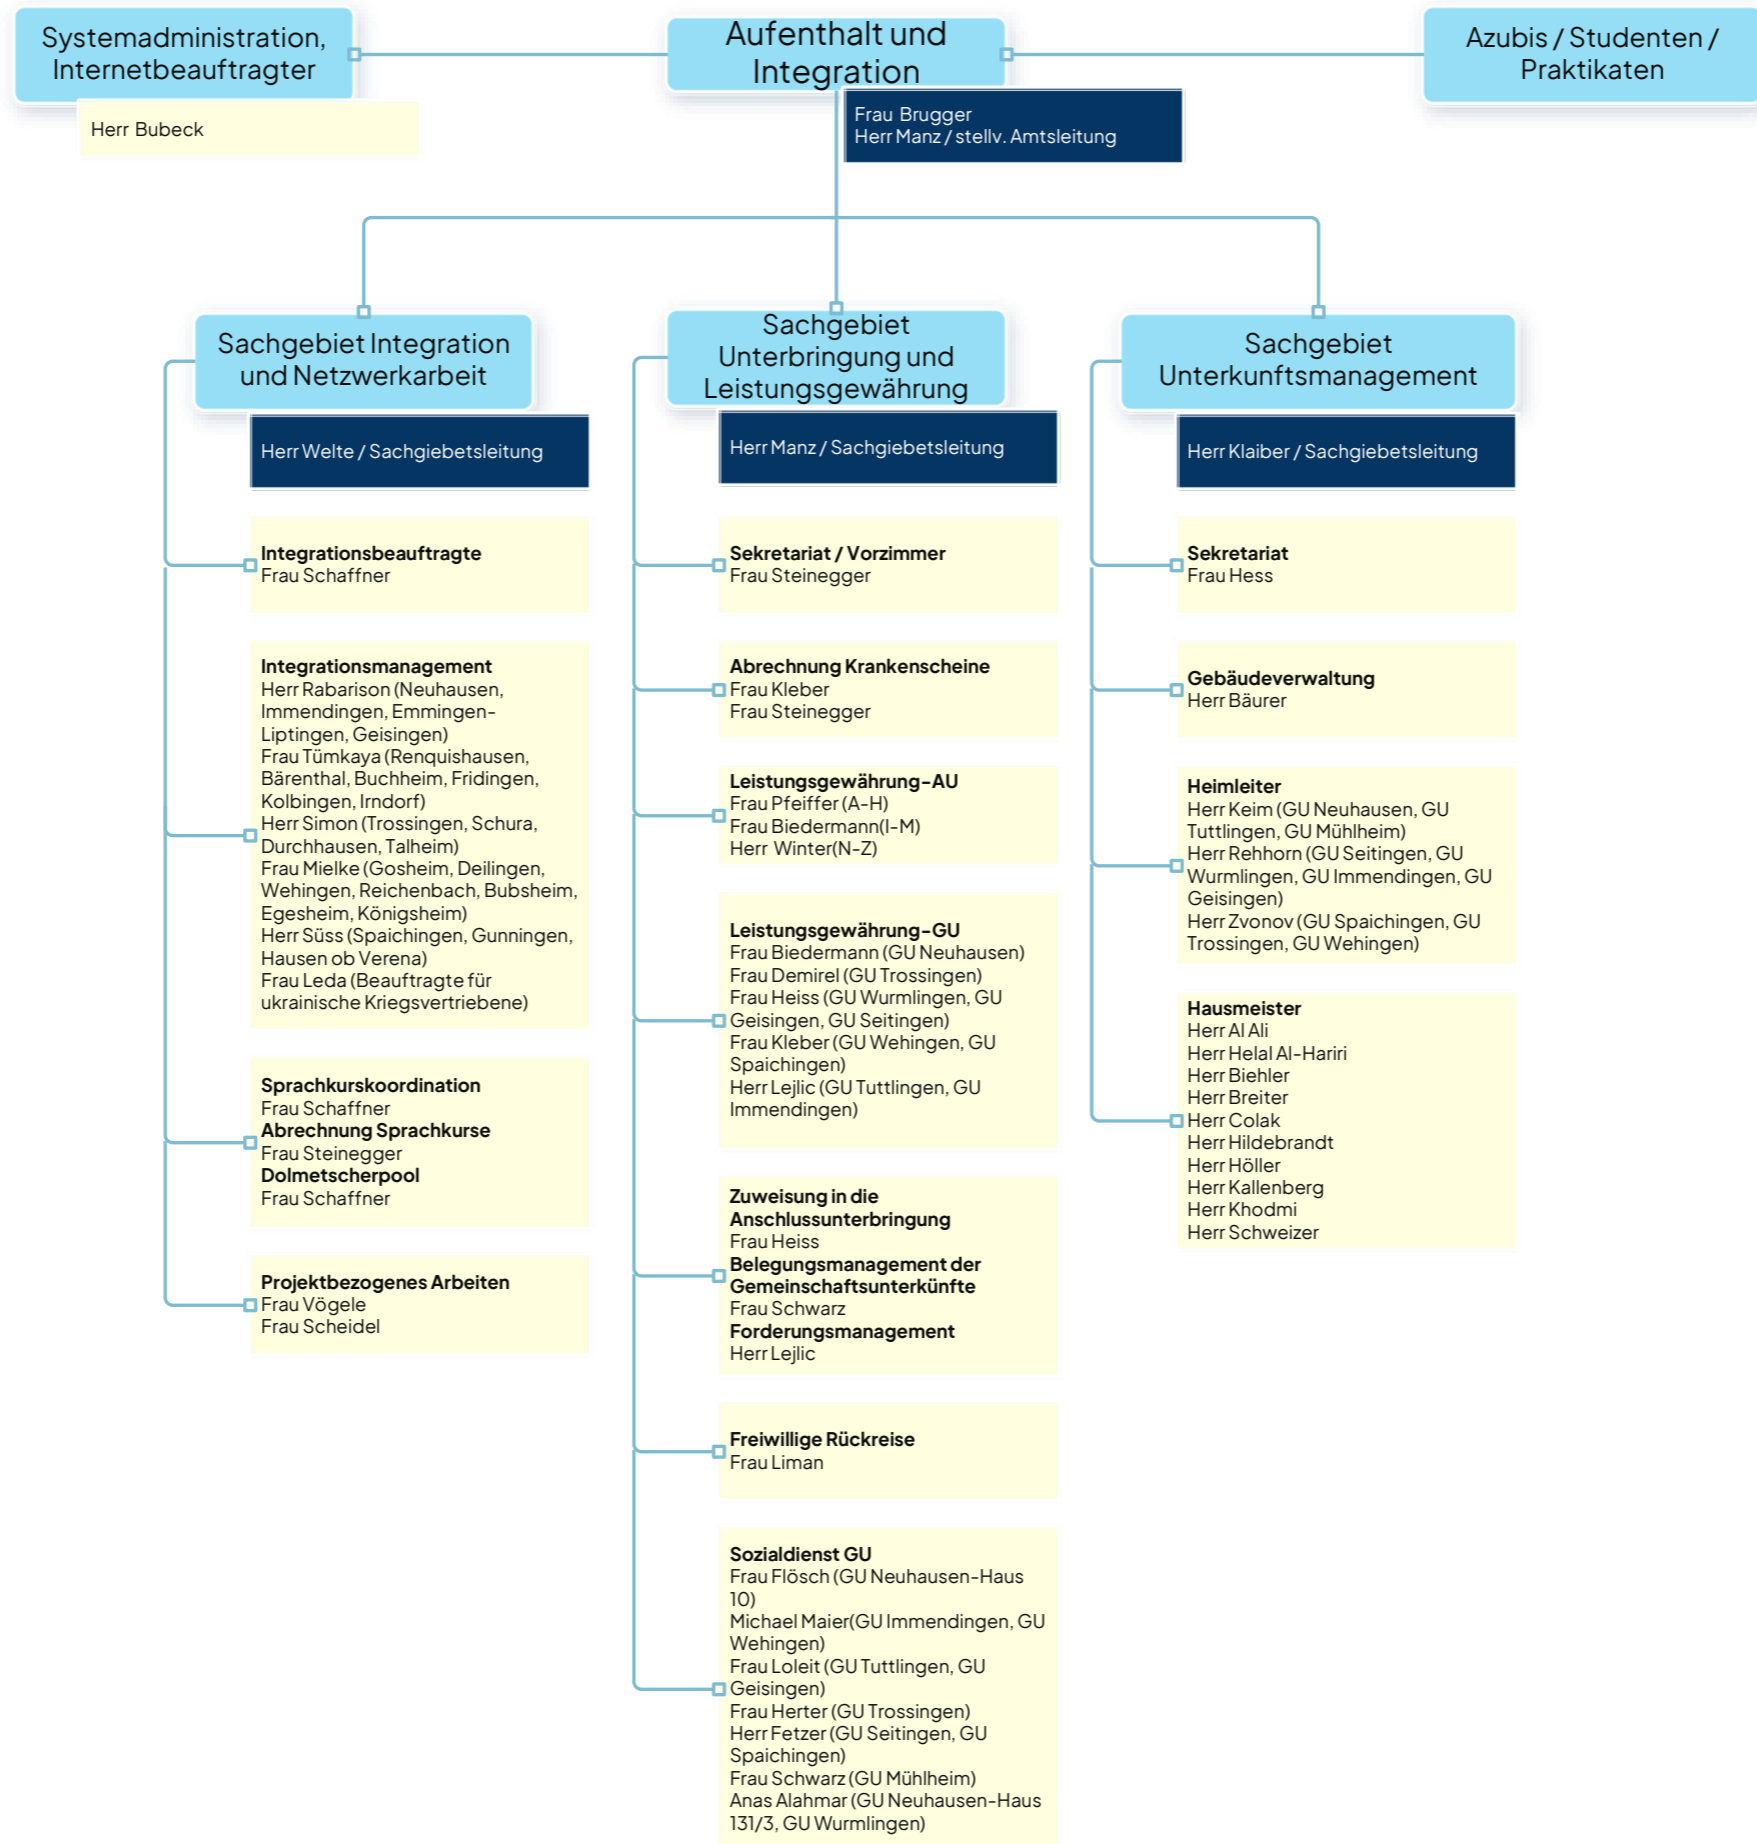 Systemadministration,
Internetbeauftragter
Herr Bubeck
Aufenthalt und
Integration
Frau Brugger
Herr Manz / stellv. Amtsleitung
Azubis / Studenten /
Praktikaten
Sachgebiet Integration
und Netzwerkarbeit
Herr Welte / Sachgiebetsleitung
Integrationsbeauftragte
Frau Schaffner
Integrationsmanagement
Herr Rabarison (Neuhausen,
Immendingen, Emmingen-
Liptingen, Geisingen)
Frau Tümkaya (Renquishausen,
Bärenthal, Buchheim, Fridingen,
Kolbingen, Irndorf)
Herr Simon (Trossingen, Schura,
Durchhausen, Talheim)
Frau Mielke (Gosheim, Deilingen,
Wehingen, Reichenbach, Bubsheim,
Egesheim, Königsheim)
Herr Süss (Spaichingen, Gunningen,
Hausen ob Verena)
Frau Leda (Beauftragte für
ukrainische Kriegsvertriebene)
Sprachkurskoordination
Frau Schaffner
Abrechnung Sprachkurse
Frau Steinegger
Dolmetscherpool
Frau Schaffner
Projektbezogenes Arbeiten
Frau Vögele
Frau Scheidel
Sachgebiet
Unterbringung und
Leistungsgewährung
Herr Manz / Sachgiebetsleitung
Sekretariat / Vorzimmer
Frau Steinegger
Abrechnung Krankenscheine
Frau Kleber
Frau Steinegger
Leistungsgewährung-AU
Frau Pfeiffer (A-H)
Frau Biedermann(I-M)
Herr Winter(N-Z)
Leistungsgewährung-GU
Frau Biedermann (GU Neuhausen)
Frau Demirel (GU Trossingen)
Frau Heiss (GU Wurmlingen, GU
Geisingen, GU Seitingen)
Frau Kleber (GU Wehingen, GU
Spaichingen)
Herr Lejlic (GU Tuttlingen, GU
Immendingen)
Zuweisung in die
Anschlussunterbringung
Frau Heiss
Belegungsmanagement der
Gemeinschaftsunterkünfte
Frau Schwarz
Forderungsmanagement
Herr Lejlic
Freiwillige Rückreise
Frau Liman
Sozialdienst GU
Frau Flösch (GU Neuhausen-Haus
10)
Michael Maier(GU Immendingen, GU
Wehingen)
Frau Loleit (GU Tuttlingen, GU
Geisingen)
Frau Herter (GU Trossingen)
Herr Fetzer (GU Seitingen, GU
Spaichingen)
Frau Schwarz (GU Mühlheim)
Anas Alahmar (GU Neuhausen-Haus
131/3, GU Wurmlingen)
Sachgebiet
Unterkunftsmanagement
Herr Klaiber / Sachgiebetsleitung
Sekretariat
Frau Hess
Gebäudeverwaltung
Herr Bäurer
Heimleiter
Herr Keim (GU Neuhausen, GU
Tuttlingen, GU Mühlheim)
Herr Rehhorn (GU Seitingen, GU
Wurmlingen, GU Immendingen, GU
Geisingen)
Herr Zvonov (GU Spaichingen, GU
Trossingen, GU Wehingen)
Hausmeister
Herr Al Ali
Herr Helal Al-Hariri
Herr Biehler
Herr Breiter
Herr Colak
Herr Hildebrandt
Herr Höller
Herr Kallenberg
Herr Khodmi
Herr Schweizer